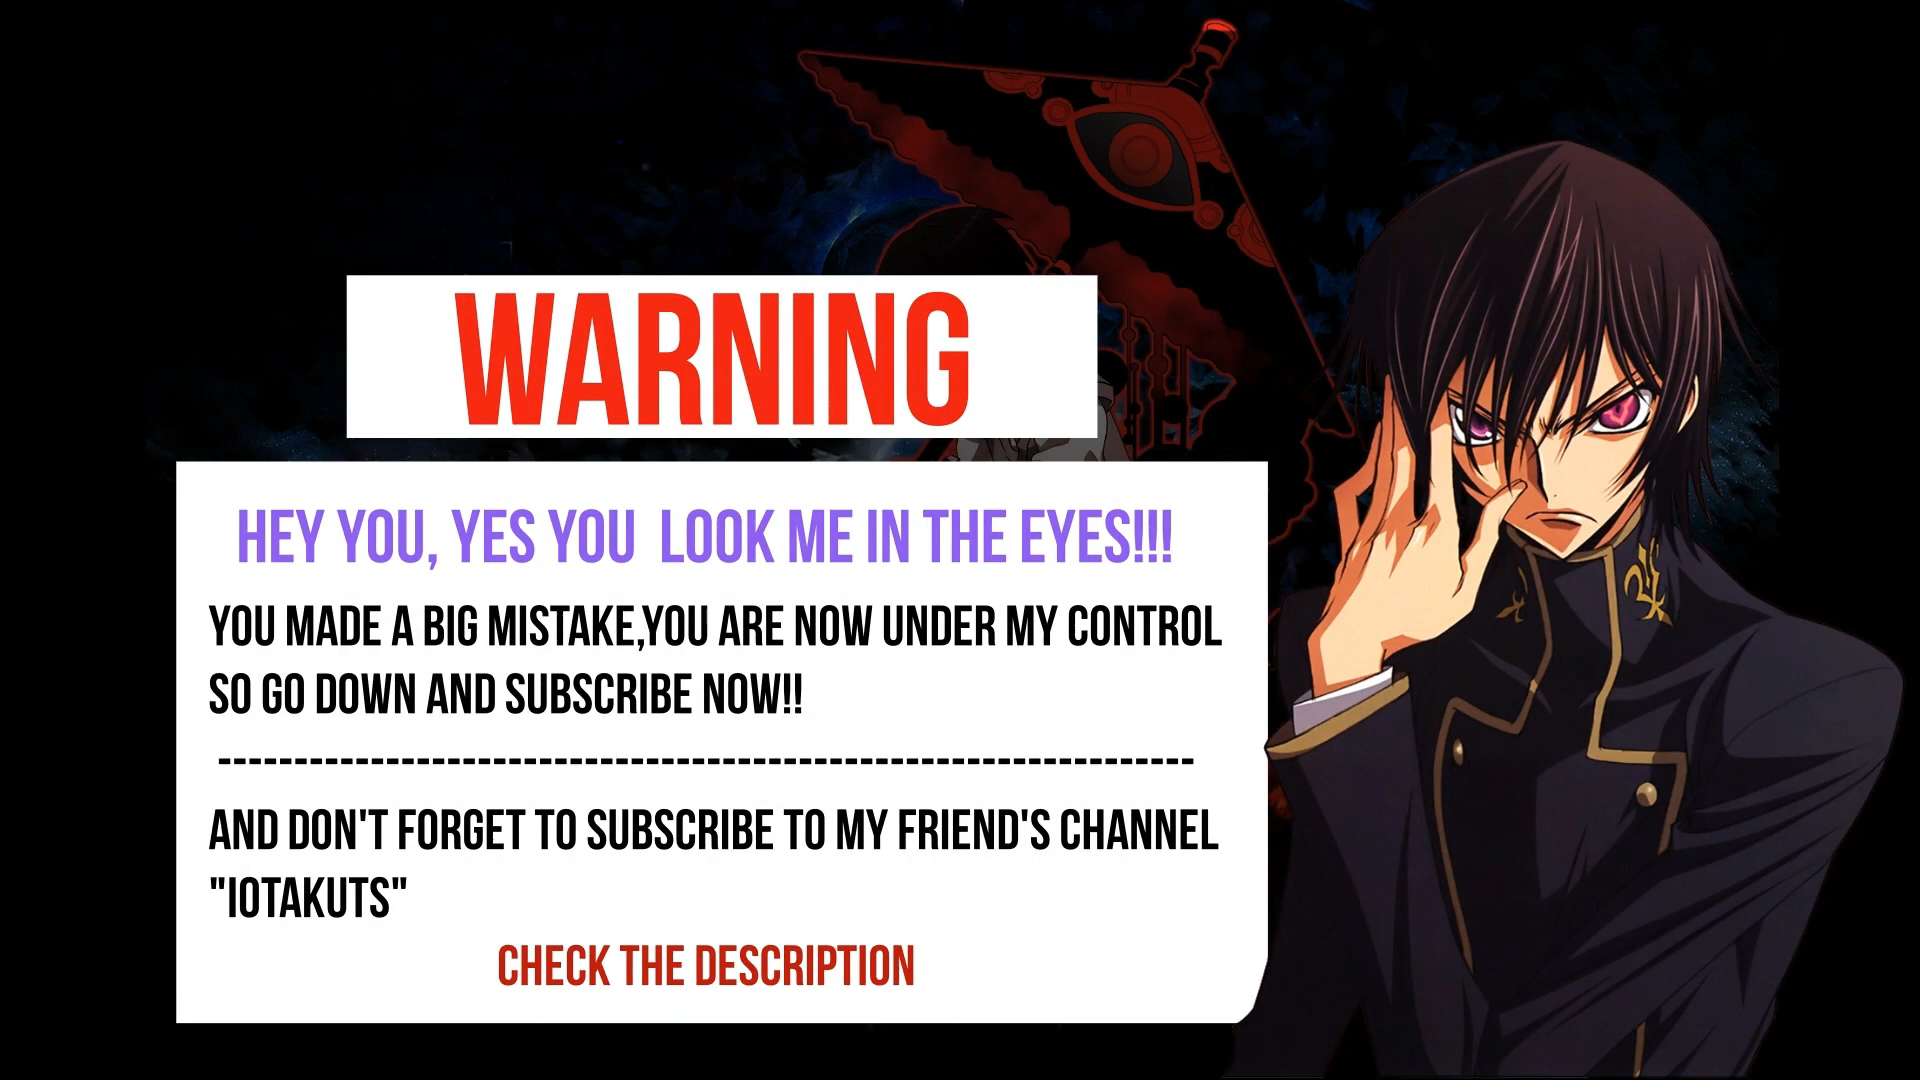 WARNING
HEY YOU, YES YOU LOOK ME IN THE EYES!!!
YOU MADE A BIG MISTAKE,YOU ARE NOW UNDER MY CONTROL
SO GO DOWN AND SUBSCRIBE NOW!!
-----------------------------------------------------------------
AND DON'T FORGET TO SUBSCRIBE TO MY FRIEND'S CHANNEL
"IOTAKUTS"
CHECK THE DESCRIPTION